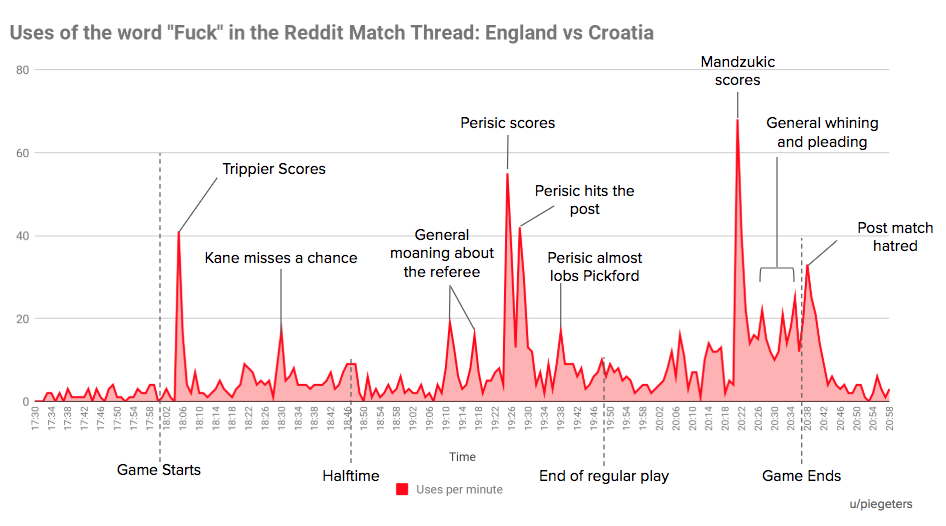 Uses of the word "Fuck" in the Reddit Match Thread: England vs Croatia
80
60
40
20
0
Mandzukic
scores
General whining
and pleading
Perisic scores
Trippier Scores
Perisic hits the
post
Post match
hatred
General
moaning about
the referee
Kane misses a chance
Perisic almost
lobs Pickford
17:30 17:34 17:38 17:42 17:46 17:50 17:54 17:58 18:02 18:06 18:10 18:14 18:18 18:22 18:26 18:30 18:34 18:38 18:42 18:46 18:50 18:54 18:58 19:02 19:06 19:10 19:14 19:18 19:22 19:26 19:30 19:34 19:38 19:42 19:46 19:50 19:54 19:58 20:02 20:06 20:10 20:14 20:18 20:22 20:26 20:30 20:34 20:38 20:42 20:46 20:50 20:54 20:58
Time
Game Starts
Halftime
End of regular play
Game Ends
Uses per minute
u/piegeters